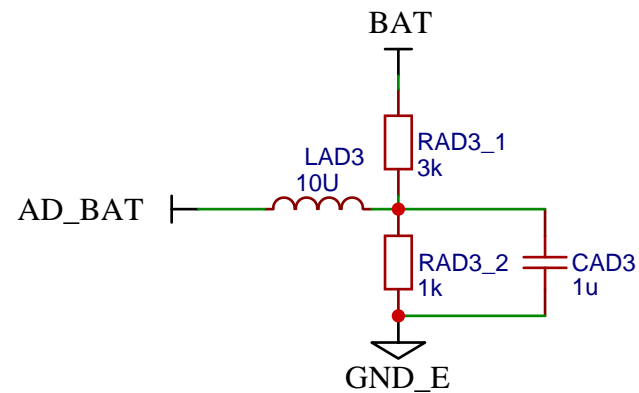 BAT
RAD3_1
3k
LAD3
10U
AD_BAT
RAD3_2
1k
CAD3
1u
GND_E